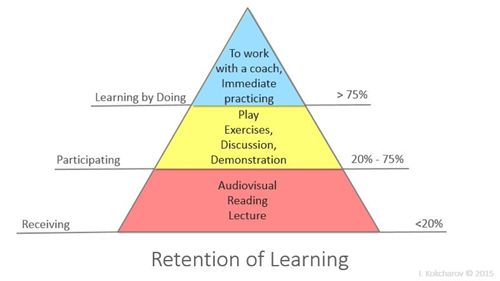 To work
with a coach,
Immediate
practicing
Learning by Doing
> 75%
Play
Exercises,
Discussion,
Demonstration
Participating
20% - 75%
Audiovisual
Reading
Lecture
Receiving
<20%
Retention of Learning
I. Kokcharov © 2015